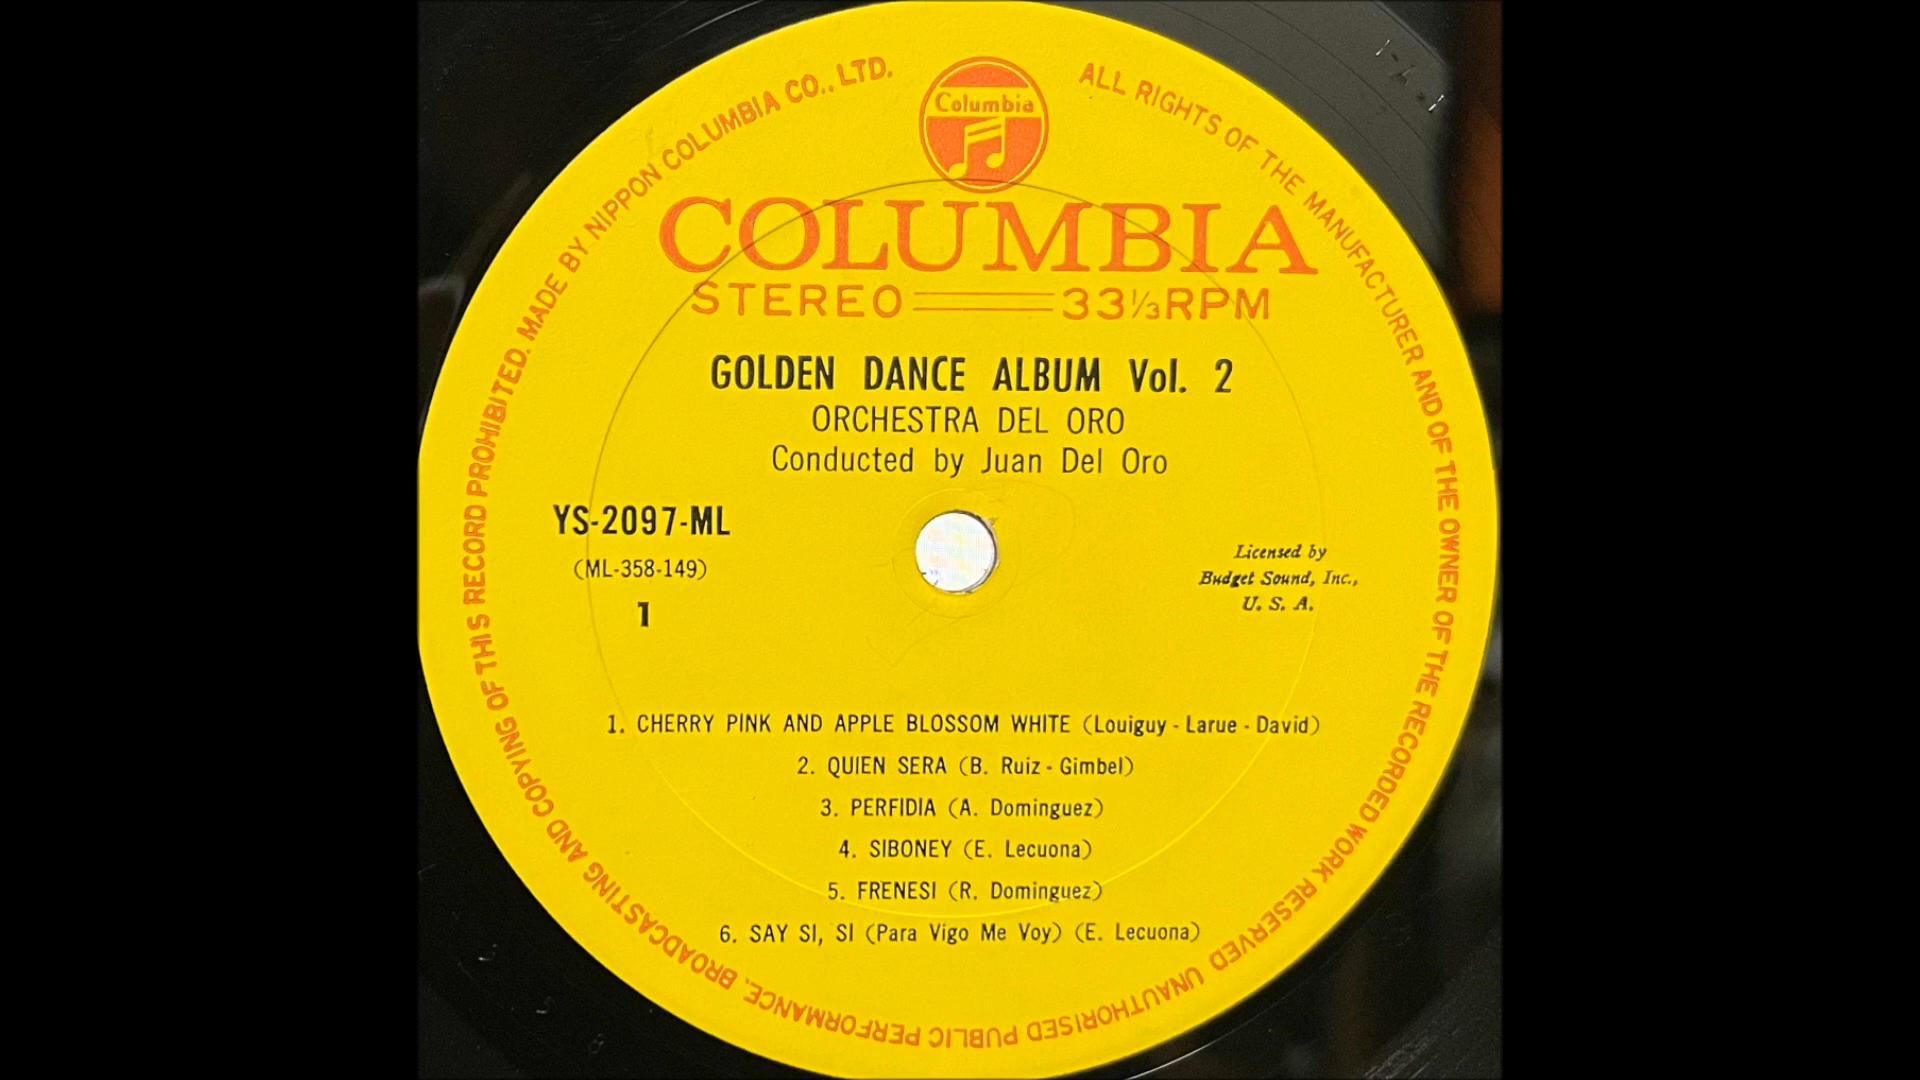 MADE BY NIPPON COLUMBIA CO., LTD.
ALL RIGHTS OF THE MANUFACTURER AND OF THE OWNER OF THE RECORDED WORK RESERVED UNAUTHORISED PUBLIC PERFORMANCE. BROADCASTING AND COPYING OF THIS RECORD PROHIBITED.
Columbia
COLUMBIA
STEREO 33⅓RPM
GOLDEN DANCE ALBUM Vol. 2
ORCHESTRA DEL ORO
Conducted by Juan Del Oro
YS-2097-ML
(ML-358-149)
1
Licensed by
Budget Sound, Inc.,
U. S. A.
1. CHERRY PINK AND APPLE BLOSSOM WHITE (Louiguy - Larue - David)
2. QUIEN SERA (B. Ruiz - Gimbel)
3. PERFIDIA (A. Dominguez)
4. SIBONEY (E. Lecuona)
5. FRENESI (R. Dominguez)
6. SAY SI, SI (Para Vigo Me Voy) (E. Lecuona)